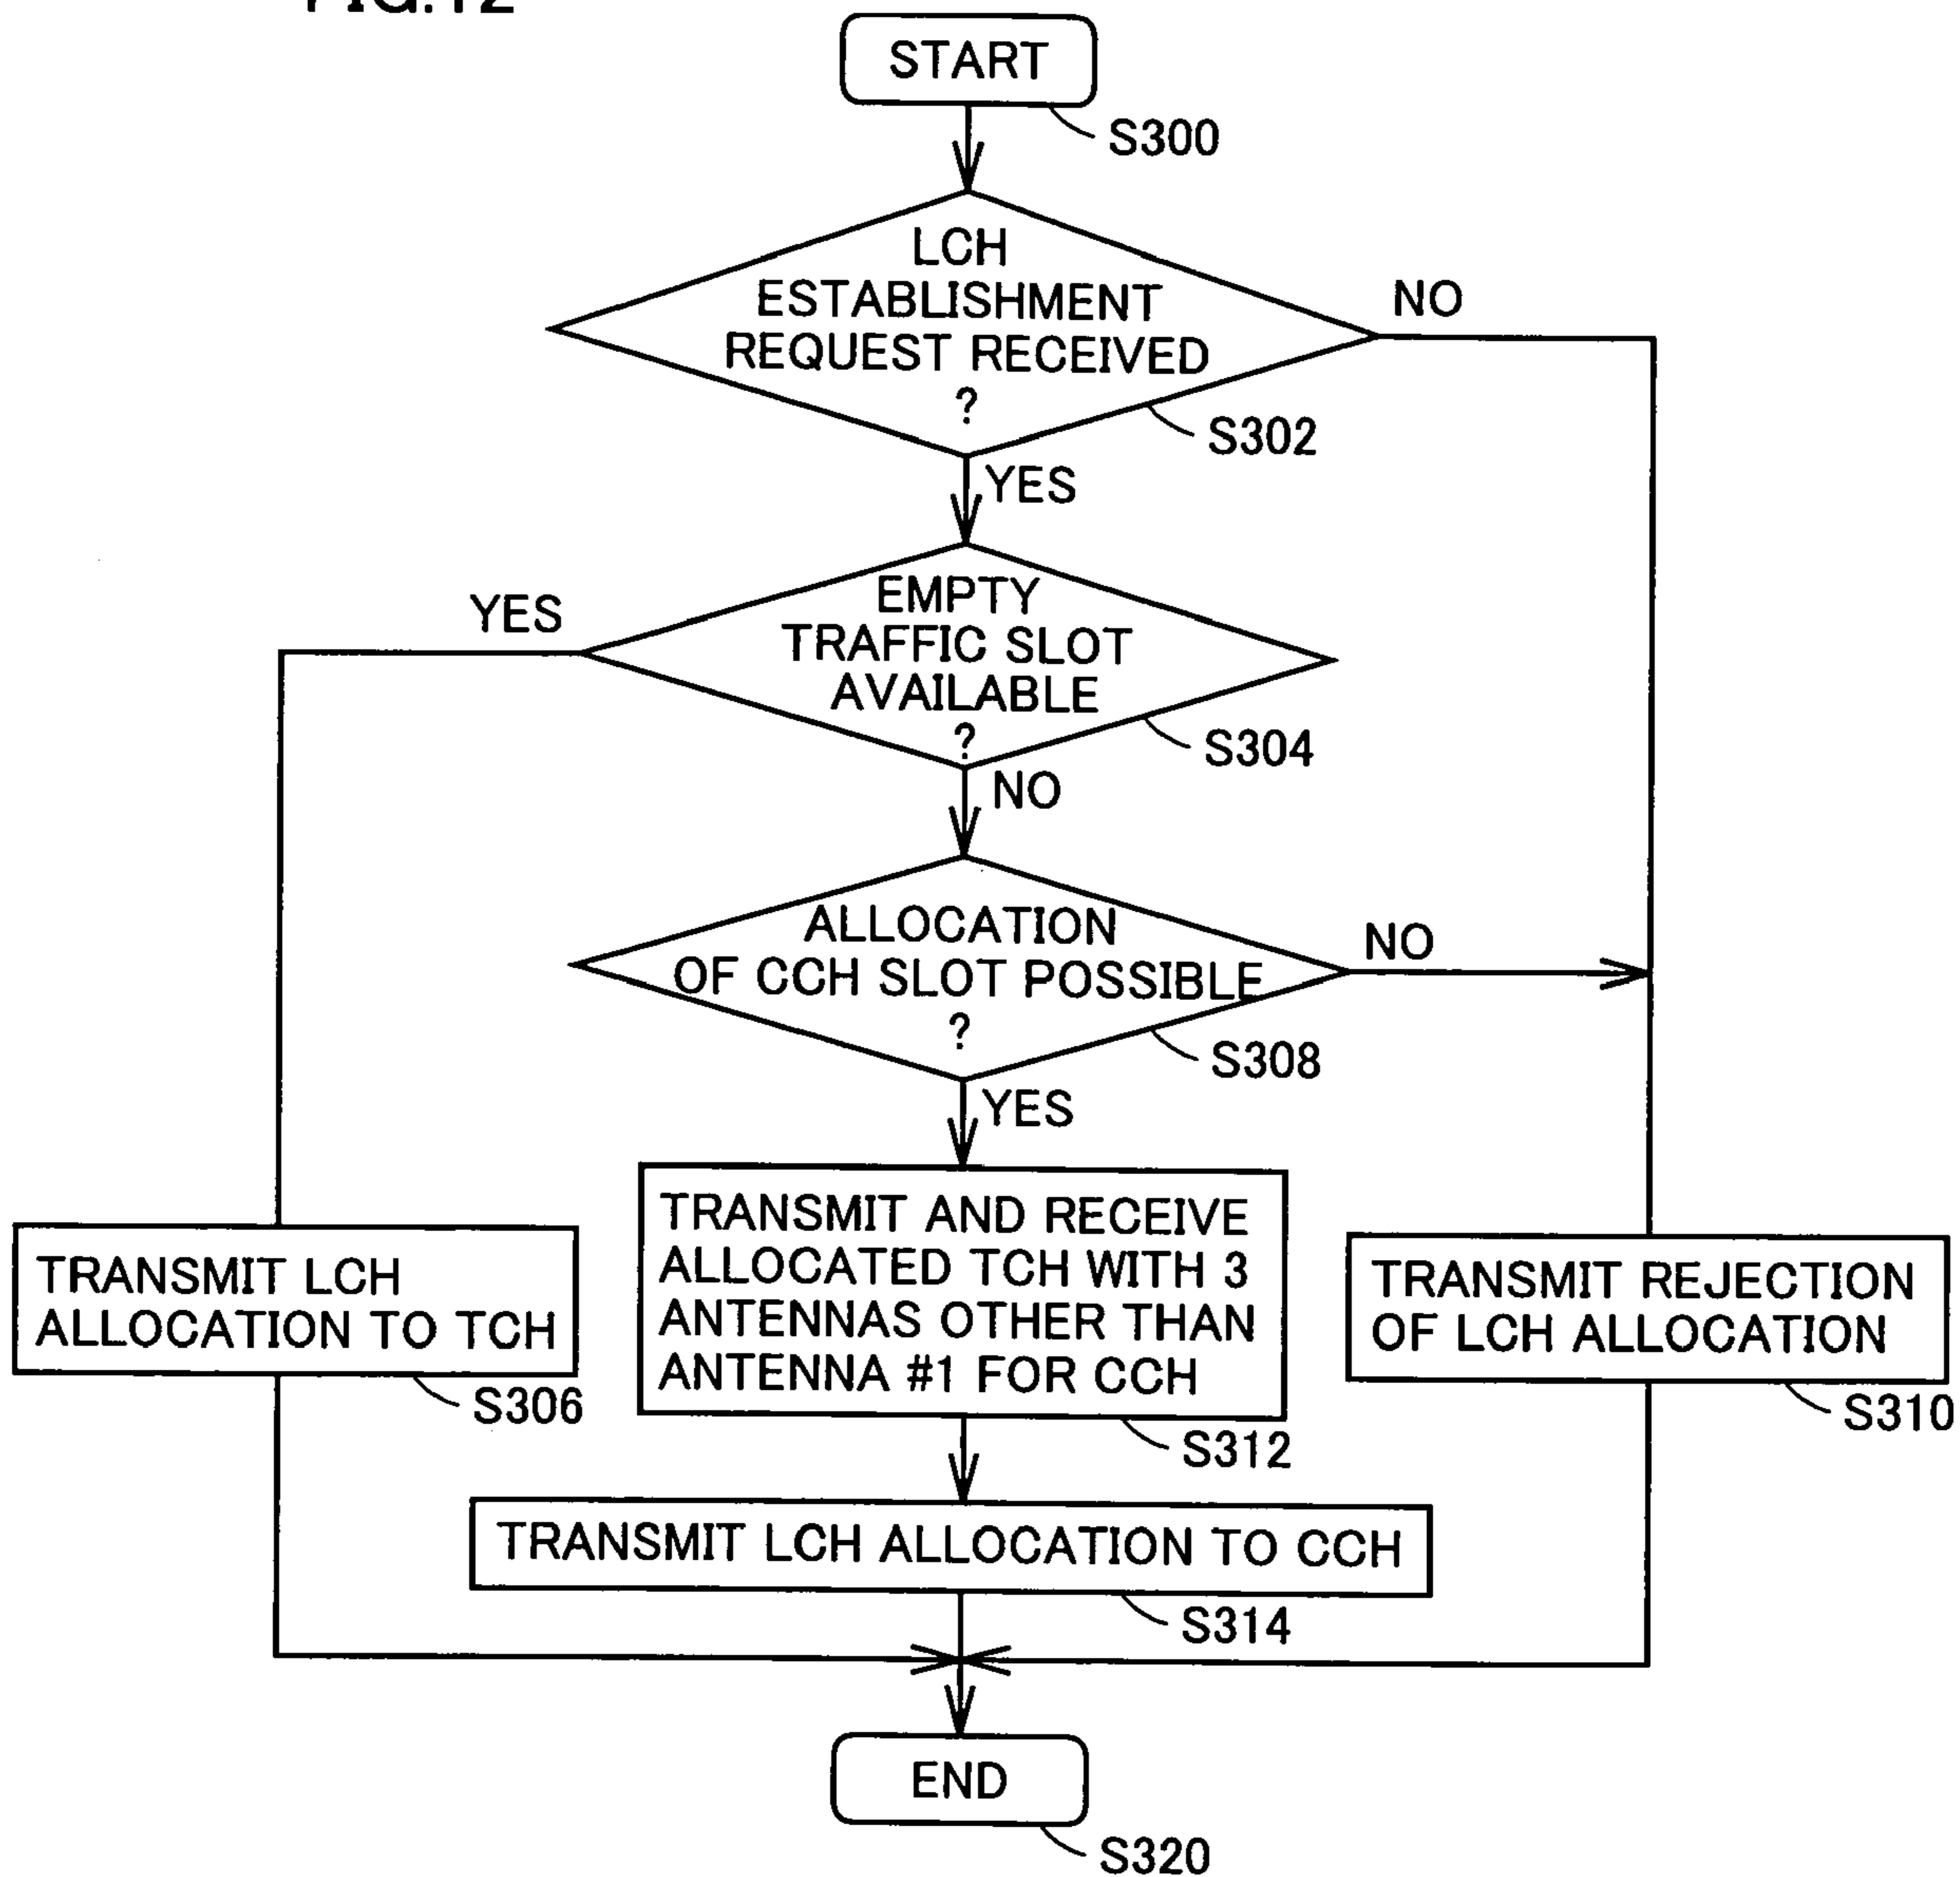 FIG.12
START
S300
LCH
ESTABLISHMENT
REQUEST RECEIVED
?
NO
S302
YES
EMPTY
TRAFFIC SLOT
AVAILABLE
?
YES
S304
NO
ALLOCATION
OF CCH SLOT POSSIBLE
?
NO
S308
YES
TRANSMIT LCH
ALLOCATION TO TCH
S306
TRANSMIT AND RECEIVE
ALLOCATED TCH WITH 3
ANTENNAS OTHER THAN
ANTENNA #1 FOR CCH
S312
TRANSMIT REJECTION
OF LCH ALLOCATION
S310
TRANSMIT LCH ALLOCATION TO CCH
S314
END
S320